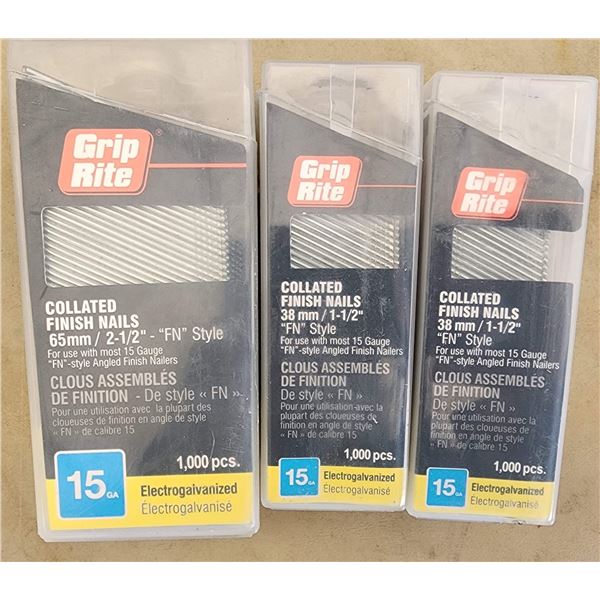 Grip
Rite®
COLLATED
FINISH NAILS
65mm / 2-1/2" - "FN" Style
For use with most 15 Gauge
"FN"-style Angled Finish Nailers
CLOUS ASSEMBLÉS
DE FINITION - De style « FN »
Pour une utilisation avec la plupart des
cloueuses de finition en angle de style
« FN » de calibre 15
1,000 pcs.
15GA
Electrogalvanized
Électrogalvanisé
Grip
Rite®
COLLATED
FINISH NAILS
38 mm / 1-1/2"
"FN" Style
For use with most 15 Gauge
"FN"-style Angled Finish Nailers
CLOUS ASSEMBLÉS
DE FINITION
De style « FN »
Pour une utilisation avec la
plupart des cloueuses de
finition en angle de style
« FN » de calibre 15
1,000 pcs.
15GA
Electrogalvanized
Électrogalvanisé
Grip
Rite
COLLATED
FINISH NAILS
38 mm / 1-1/2"
"FN" Style
For use with most 15 Gauge
"FN"-style Angled Finish Nailers
CLOUS ASSEMBLÉS
DE FINITION
De style « FN »
Pour une utilisation avec la
plupart des cloueuses de
finition en angle de style
« FN » de calibre 15
1,000 pcs.
15GA
Electrogalvanized
Électrogalvanisé